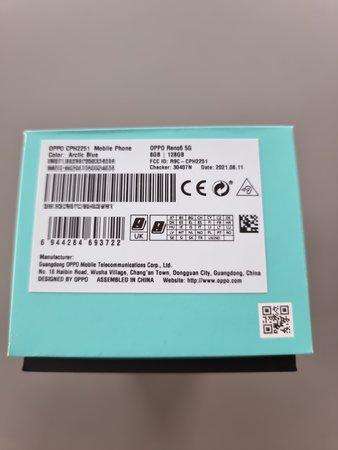 OPPO CPH2251 Mobile Phone
Color: Arctic Blue
OPPO Reno6 5G
8GB | 128GB
FCC ID: R9C-CPH2251
Checker: 30407N Date: 2021.06.11
CE
6 944284 693722
UK
Manufacturer:
Guangdong OPPO Mobile Telecommunications Corp., Ltd.
No. 18 Haibin Road, Wusha Village, Chang'an Town, Dongguan City, Guangdong, China
DESIGNED BY OPPO ASSEMBLED IN CHINA Website: http://www.oppo.com